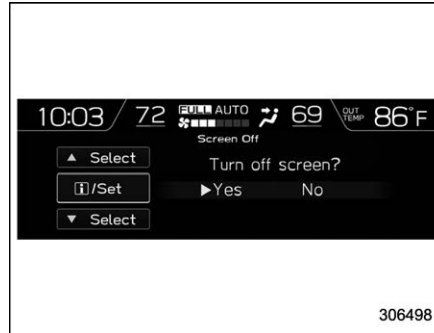 10:03 72 FULL AUTO 69 OUT TEMP 86°F
Screen Off
▲ Select
Turn off screen?
i/Set
▶Yes No
▼ Select
306498